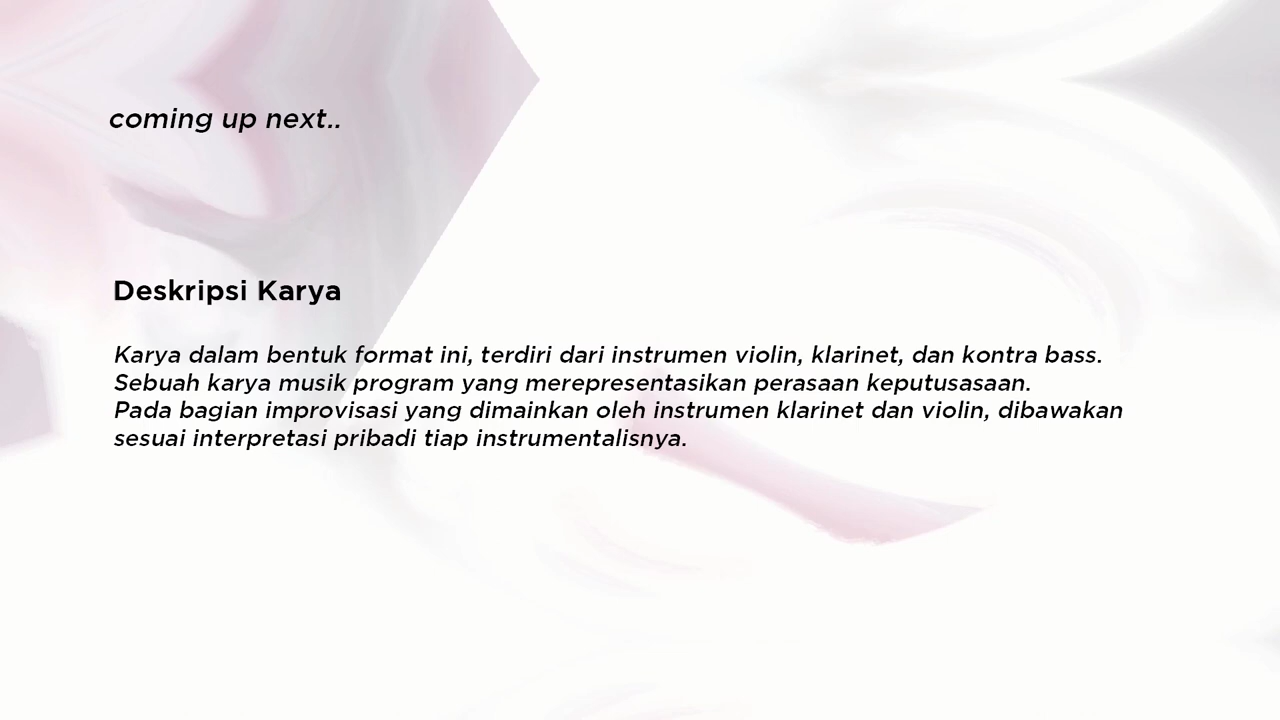 coming up next..
Deskripsi Karya
Karya dalam bentuk format ini, terdiri dari instrumen violin, klarinet, dan kontra bass.
Sebuah karya musik program yang merepresentasikan perasaan keputusasaan.
Pada bagian improvisasi yang dimainkan oleh instrumen klarinet dan violin, dibawakan
sesuai interpretasi pribadi tiap instrumentalisnya.